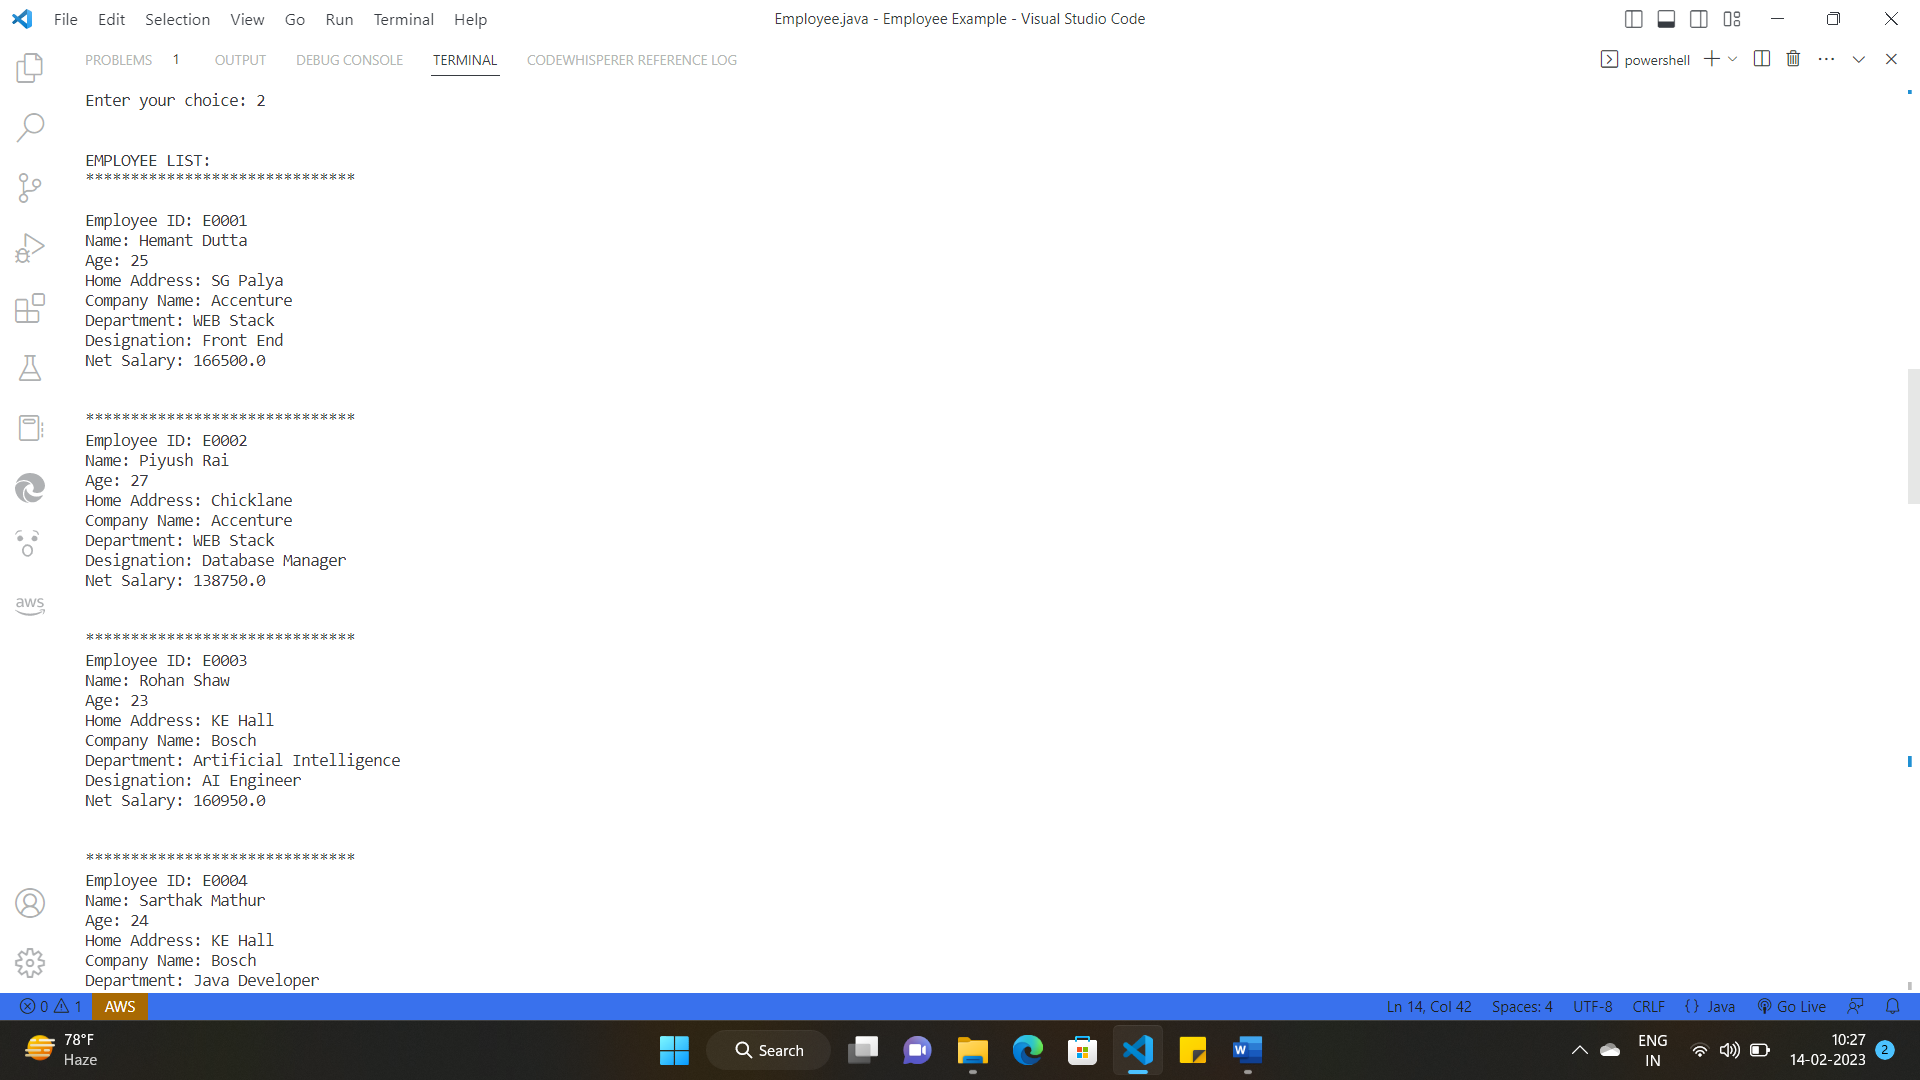 File Edit Selection View Go Run Terminal Help
Employee.java - Employee Example - Visual Studio Code
PROBLEMS 1 OUTPUT DEBUG CONSOLE TERMINAL CODEWHISPERER REFERENCE LOG
powershell
Enter your choice: 2
EMPLOYEE LIST:
******************************
Employee ID: E0001
Name: Hemant Dutta
Age: 25
Home Address: SG Palya
Company Name: Accenture
Department: WEB Stack
Designation: Front End
Net Salary: 166500.0
******************************
Employee ID: E0002
Name: Piyush Rai
Age: 27
Home Address: Chicklane
Company Name: Accenture
Department: WEB Stack
Designation: Database Manager
Net Salary: 138750.0
******************************
Employee ID: E0003
Name: Rohan Shaw
Age: 23
Home Address: KE Hall
Company Name: Bosch
Department: Artificial Intelligence
Designation: AI Engineer
Net Salary: 160950.0
******************************
Employee ID: E0004
Name: Sarthak Mathur
Age: 24
Home Address: KE Hall
Company Name: Bosch
Department: Java Developer
aws
0 1 AWS
Ln 14, Col 42 Spaces: 4 UTF-8 CRLF {} Java Go Live
78°F
Haze
Search
W
ENG
IN
10:27
14-02-2023
2